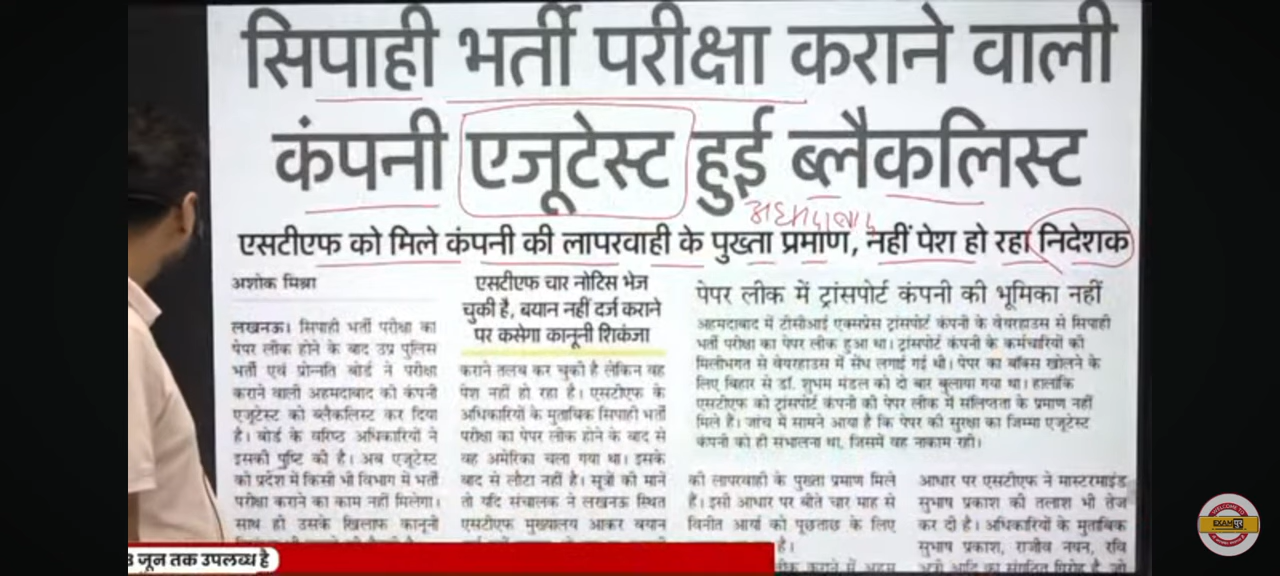 सिपाही भर्ती परीक्षा कराने वाली
कंपनी एजूटेस्ट हुई ब्लैकलिस्ट
अहमदाबाद
एसटीएफ को मिले कंपनी की लापरवाही के पुख्ता प्रमाण, नहीं पेश हो रहा निदेशक
अशोक मिश्रा
लखनऊ। सिपाही भर्ती परीक्षा का
पेपर लीक होने के बाद उप्र पुलिस
भर्ती एवं प्रोन्नति बोर्ड ने परीक्षा
कराने वाली अहमदाबाद की कंपनी
एजूटेस्ट को ब्लैकलिस्ट कर दिया
है। बोर्ड के वरिष्ठ अधिकारियों ने
इसकी पुष्टि की है। अब एजूटेस्ट
को प्रदेश में किसी भी विभाग में भर्ती
परीक्षा कराने का काम नहीं मिलेगा।
साथ ही उसके खिलाफ कानूनी
एसटीएफ चार नोटिस भेज
चुकी है, बयान नहीं दर्ज कराने
पर कसेगा कानूनी शिकंजा
कराने तलब कर चुकी है लेकिन वह
पेश नहीं हो रहा है। एसटीएफ के
अधिकारियों के मुताबिक सिपाही भर्ती
परीक्षा का पेपर लीक होने के बाद से
वह अमेरिका चला गया था। इसके
बाद से लौटा नहीं है। सूत्रों की मानें
तो यदि संचालक ने लखनऊ स्थित
एसटीएफ मुख्यालय आकर बयान
पेपर लीक में ट्रांसपोर्ट कंपनी की भूमिका नहीं
अहमदाबाद में टीसीआई एक्सप्रेस ट्रांसपोर्ट कंपनी के वेयरहाउस से सिपाही
भर्ती परीक्षा का पेपर लीक हुआ था। ट्रांसपोर्ट कंपनी के कर्मचारियों की
मिलीभगत से वेयरहाउस में सेंध लगाई गई थी। पेपर का बॉक्स खोलने के
लिए बिहार से डॉ. शुभम मंडल को दो बार बुलाया गया था। हालांकि
एसटीएफ को ट्रांसपोर्ट कंपनी की पेपर लीक में संलिप्तता के प्रमाण नहीं
मिले हैं। जांच में सामने आया है कि पेपर की सुरक्षा का जिम्मा एजूटेस्ट
कंपनी को ही संभालना था, जिसमें वह नाकाम रही।
की लापरवाही के पुख्ता प्रमाण मिले
हैं। इसी आधार पर बीते चार माह से
विनीत आर्या को पूछताछ के लिए
है।
आधार पर एसटीएफ ने मास्टरमाइंड
सुभाष प्रकाश की तलाश भी तेज
कर दी है। अधिकारियों के मुताबिक
सुभाष प्रकाश, राजीव नयन, रवि
अत्री आदि का संगठित गिरोह है, जो
3 जून तक उपलब्ध है
WELCOME TO
EXAM पुर